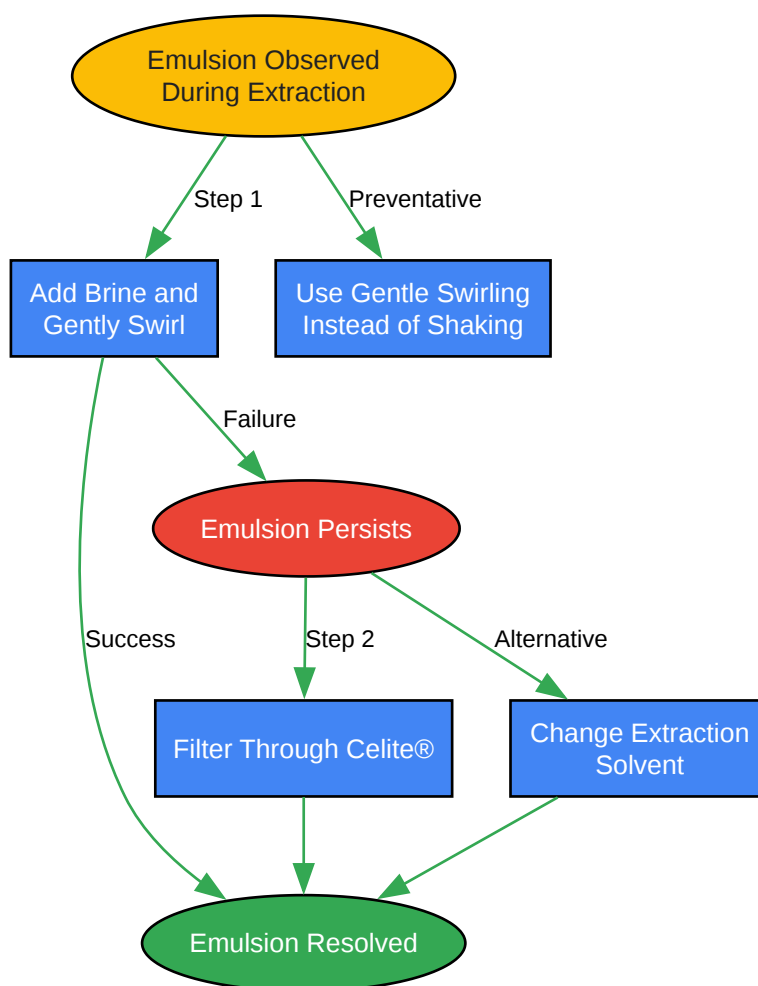 Emulsion Observed
During Extraction
Step 1
Preventative
Add Brine and
Gently Swirl
Use Gentle Swirling
Instead of Shaking
Failure
Emulsion Persists
Success
Step 2
Alternative
Filter Through Celite®
Change Extraction
Solvent
Emulsion Resolved